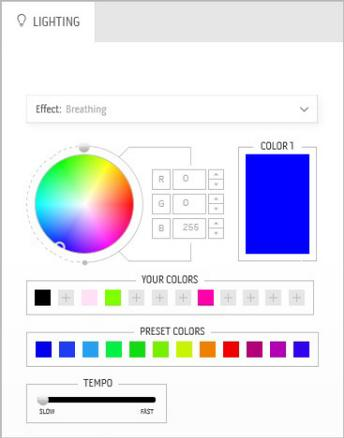 LIGHTING
Effect: Breathing
COLOR 1
R 0
G 0
B 255
YOUR COLORS
PRESET COLORS
TEMPO
SLOW FAST